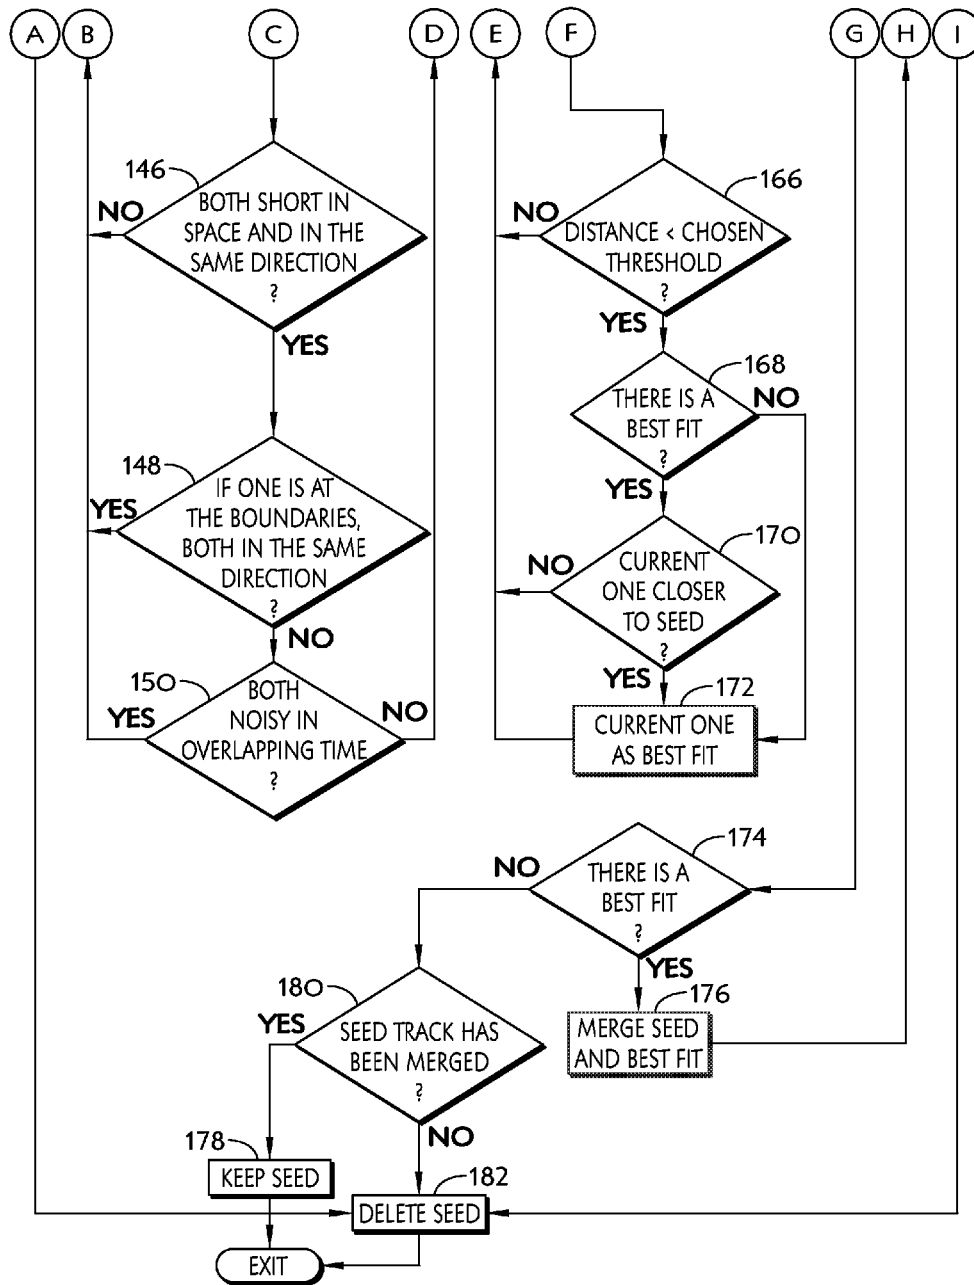 A B C D E F G H I
146
NO
BOTH SHORT IN
SPACE AND IN THE
SAME DIRECTION
?
YES
148
YES
IF ONE IS AT
THE BOUNDARIES,
BOTH IN THE SAME
DIRECTION
?
NO
150
YES
BOTH
NOISY IN
OVERLAPPING TIME
?
NO
166
NO
DISTANCE < CHOSEN
THRESHOLD
?
YES
168
THERE IS A
BEST FIT
?
NO
YES
170
NO
CURRENT
ONE CLOSER
TO SEED
?
YES
172
CURRENT ONE
AS BEST FIT
174
NO
THERE IS A
BEST FIT
?
YES
176
MERGE SEED
AND BEST FIT
180
YES
SEED TRACK HAS
BEEN MERGED
?
NO
178
KEEP SEED
182
DELETE SEED
EXIT